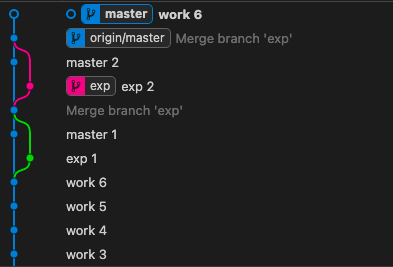 master work 6
origin/master Merge branch 'exp'
master 2
exp exp 2
Merge branch 'exp'
master 1
exp 1
work 6
work 5
work 4
work 3